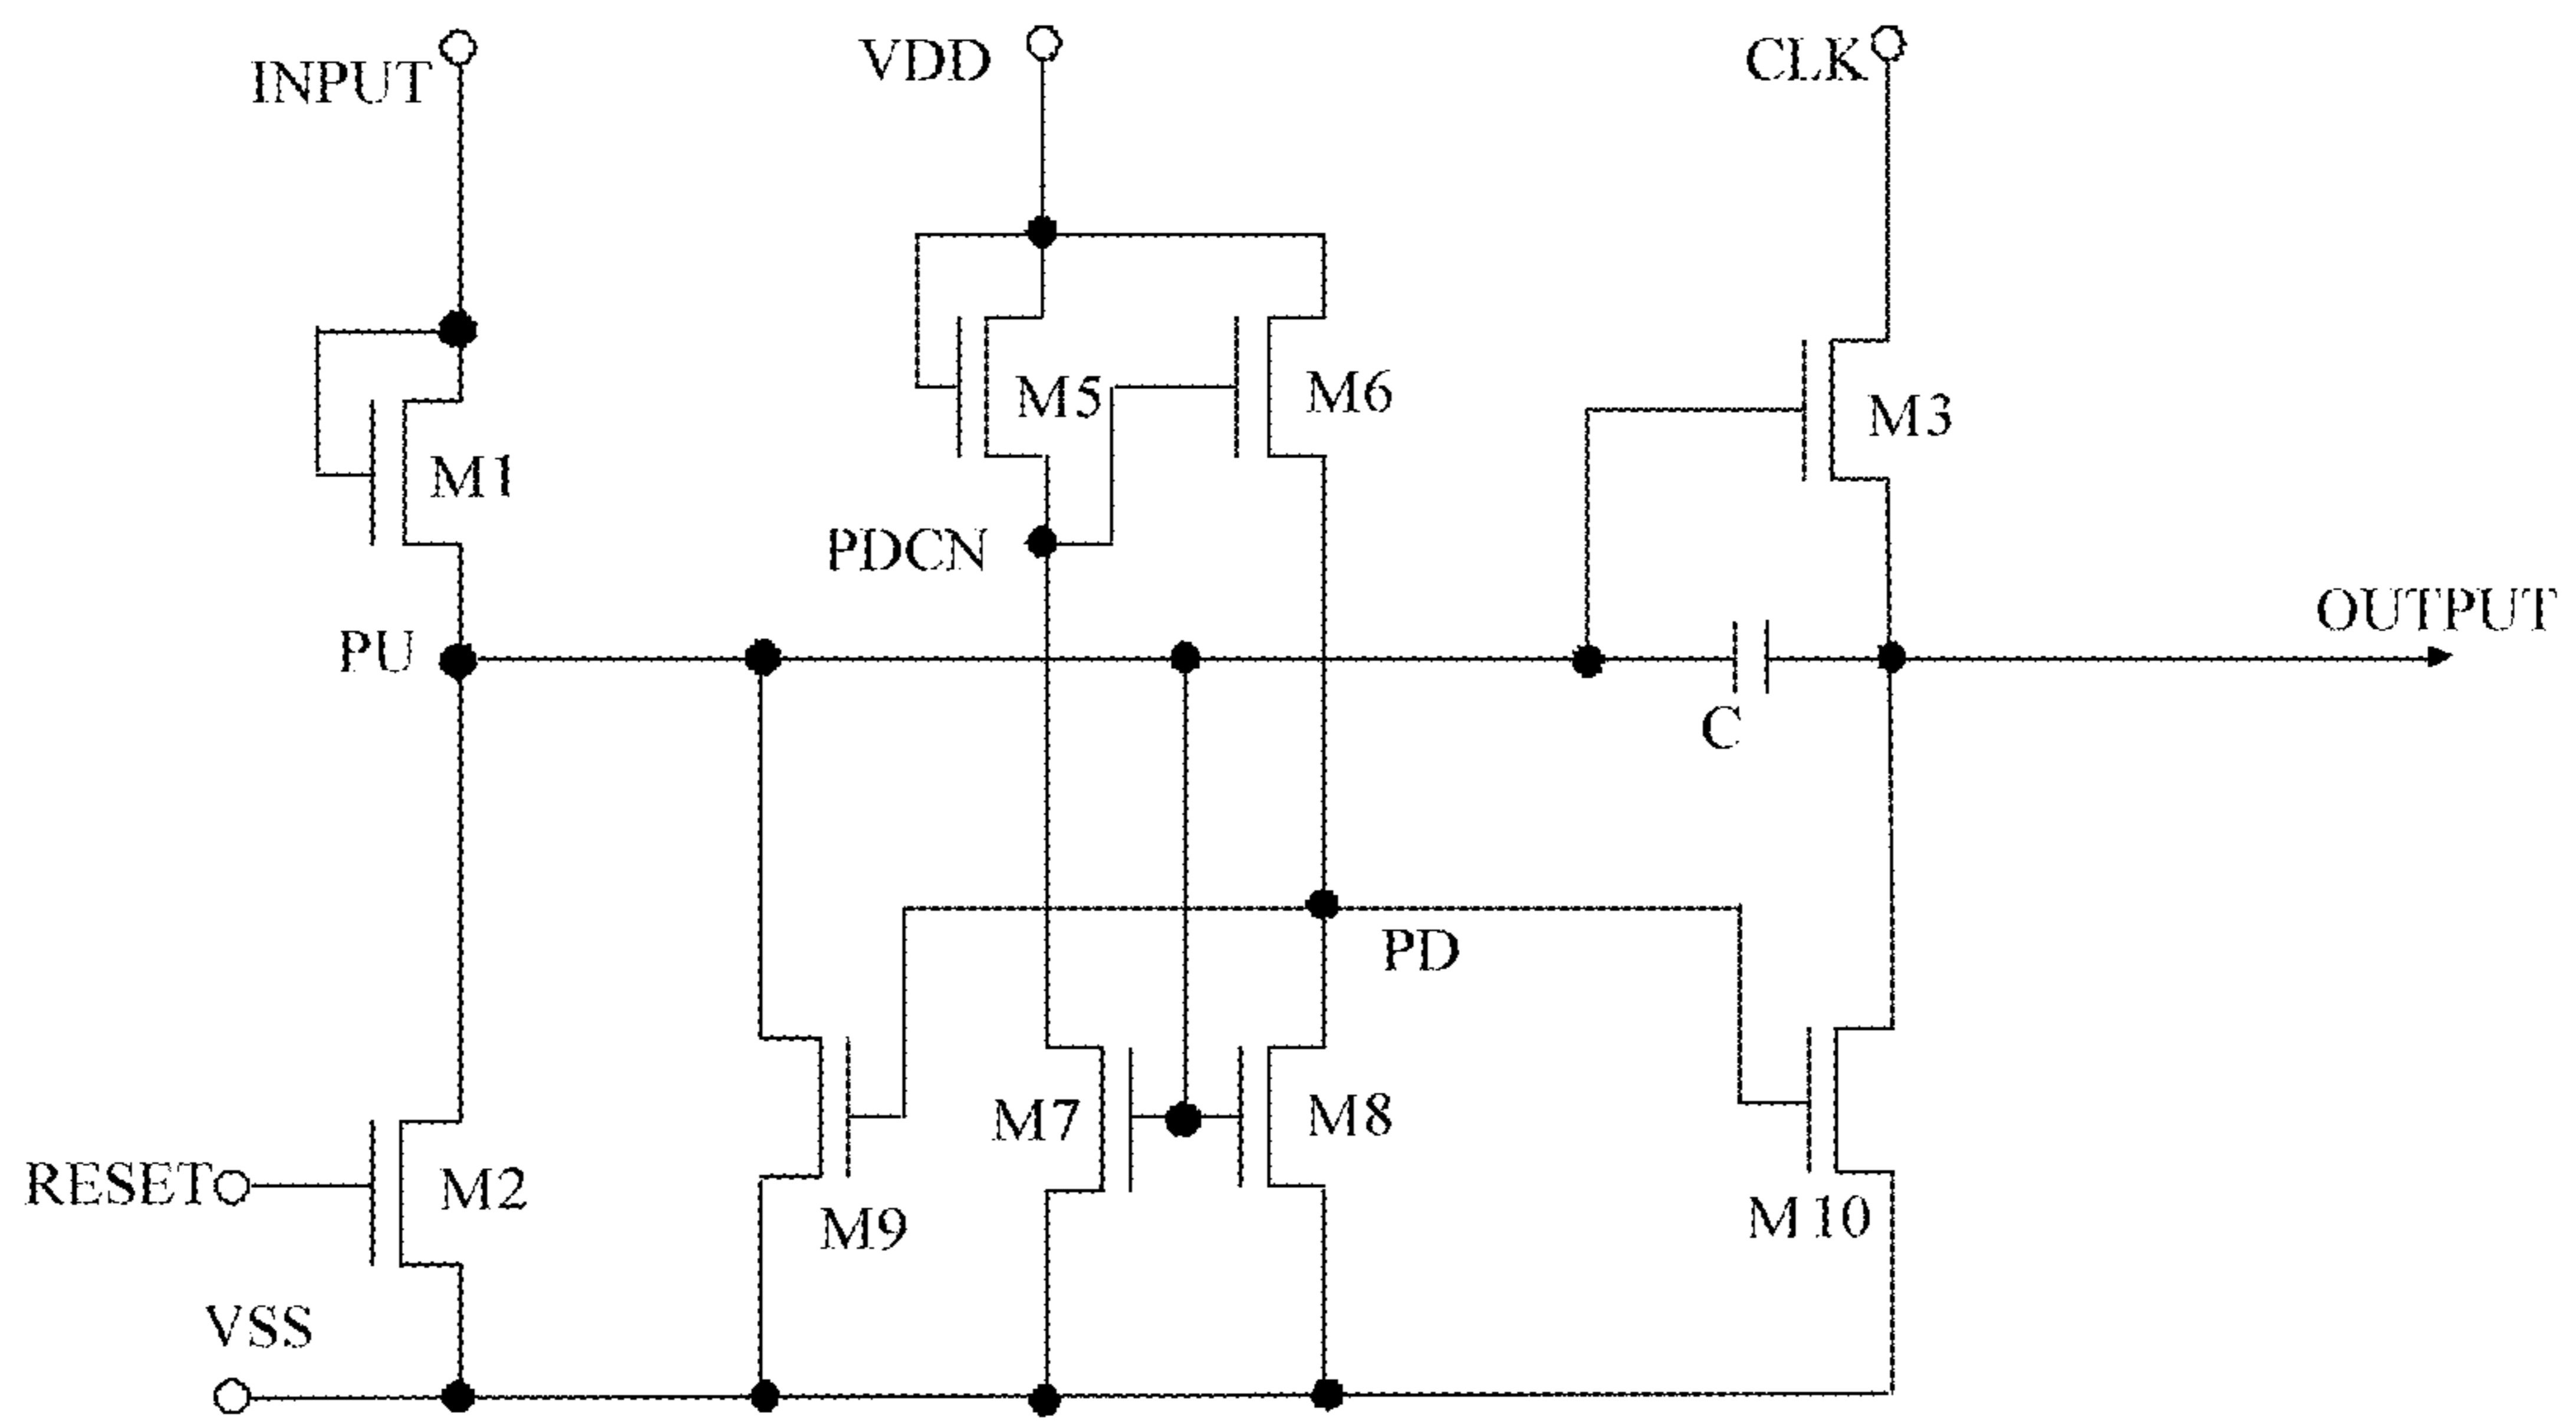 INPUT
VDD
CLK
M1
M5
M6
M3
PDCN
PU
OUTPUT
C
PD
RESET
M2
M9
M7
M8
M10
VSS